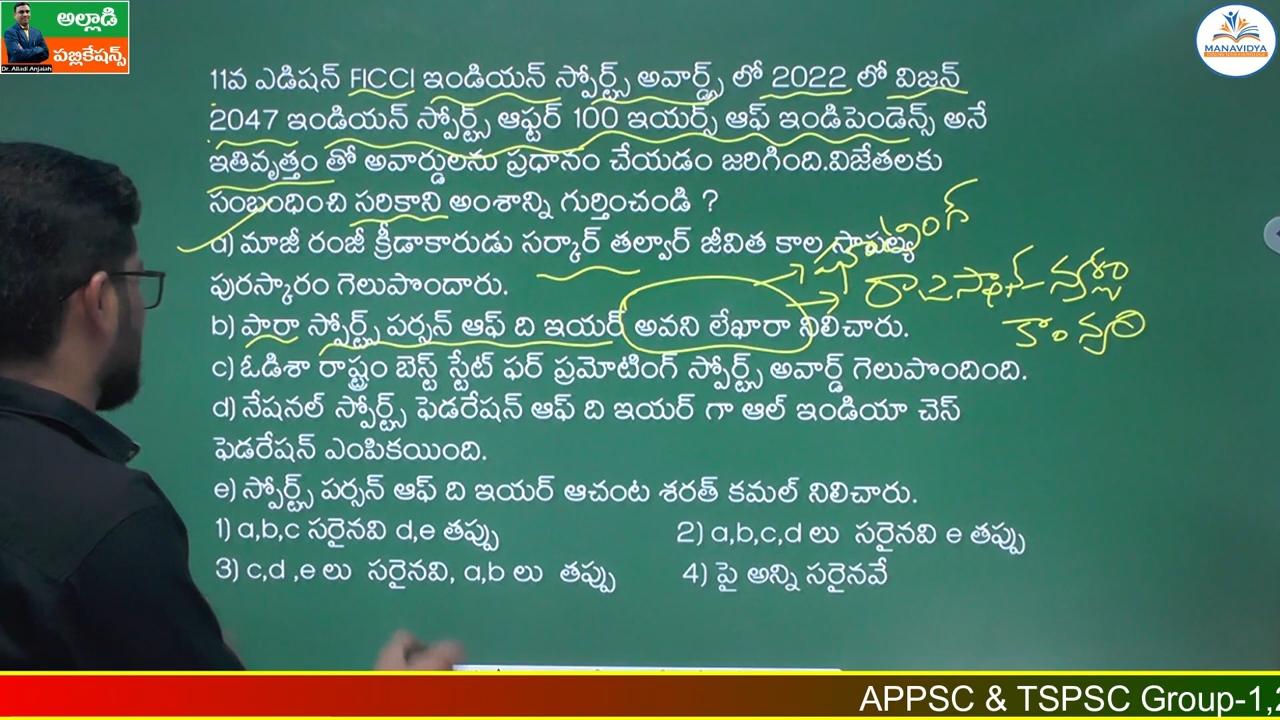 అల్లాడి
పబ్లికేషన్స్
Dr. Alladi Anjaiah
MANAVIDYA
11వ ఎడిషన్ FICCI ఇండియన్ స్పోర్ట్స్ అవార్డ్స్ లో 2022 లో విజన్
2047 ఇండియన్ స్పోర్ట్స్ ఆఫ్టర్ 100 ఇయర్స్ ఆఫ్ ఇండిపెండెన్స్ అనే
ఇతివృత్తం తో అవార్డులను ప్రధానం చేయడం జరిగింది.విజేతలకు
సంబంధించి సరికాని అంశాన్ని గుర్తించండి ?
a) మాజీ రంజీ క్రీడాకారుడు సర్కార్ తల్వార్ జీవిత కాల సాఫల్య
పురస్కారం గెలుపొందారు.
b) పారా స్పోర్ట్స్ పర్సన్ ఆఫ్ ది ఇయర్ అవని లేఖారా నిలిచారు.
c) ఓడిశా రాష్ట్రం బెస్ట్ స్టేట్ ఫర్ ప్రమోటింగ్ స్పోర్ట్స్ అవార్డ్ గెలుపొందింది.
d) నేషనల్ స్పోర్ట్స్ ఫెడరేషన్ ఆఫ్ ది ఇయర్ గా ఆల్ ఇండియా చెస్
ఫెడరేషన్ ఎంపికయింది.
e) స్పోర్ట్స్ పర్సన్ ఆఫ్ ది ఇయర్ ఆచంట శరత్ కమల్ నిలిచారు.
1) a,b,c సరైనవి d,e తప్పు
2) a,b,c,d లు సరైనవి e తప్పు
3) c,d ,e లు సరైనవి, a,b లు తప్పు
4) పై అన్ని సరైనవే
APPSC & TSPSC Group-1,2